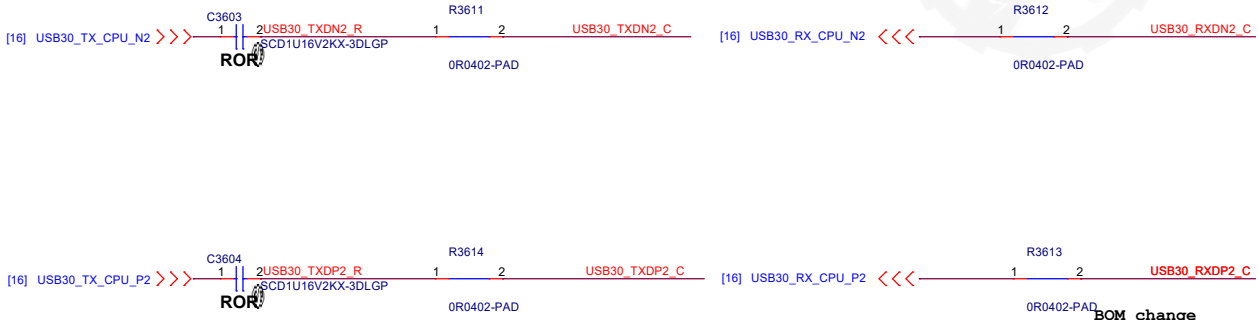 C3603
R3611
R3612
[16] USB30_TX_CPU_N2
1
2
USB30_TXDN2_R
1
2
USB30_TXDN2_C
[16] USB30_RX_CPU_N2
1
2
USB30_RXDN2_C
SCD1U16V2KX-3DLGP
ROR
0R0402-PAD
0R0402-PAD
C3604
R3614
R3613
[16] USB30_TX_CPU_P2
1
2
USB30_TXDP2_R
1
2
USB30_TXDP2_C
[16] USB30_RX_CPU_P2
1
2
USB30_RXDP2_C
SCD1U16V2KX-3DLGP
ROR
0R0402-PAD
0R0402-PAD
BOM change